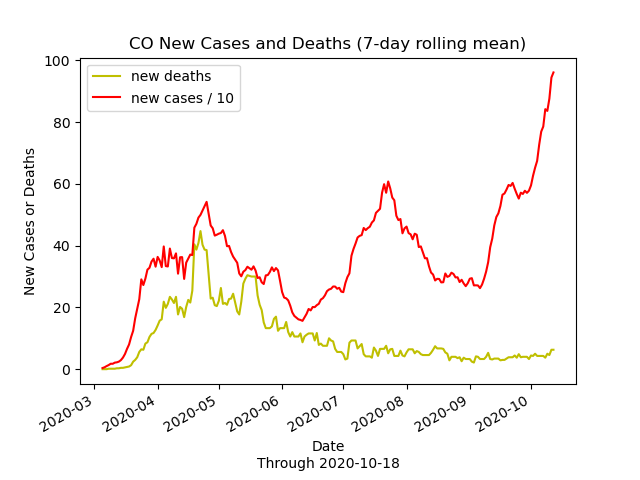 CO New Cases and Deaths (7-day rolling mean)
new deaths
new cases / 10
100
80
60
40
20
0
New Cases or Deaths
2020-03
2020-04
2020-05
2020-06
2020-07
2020-08
2020-09
2020-10
Date
Through 2020-10-18